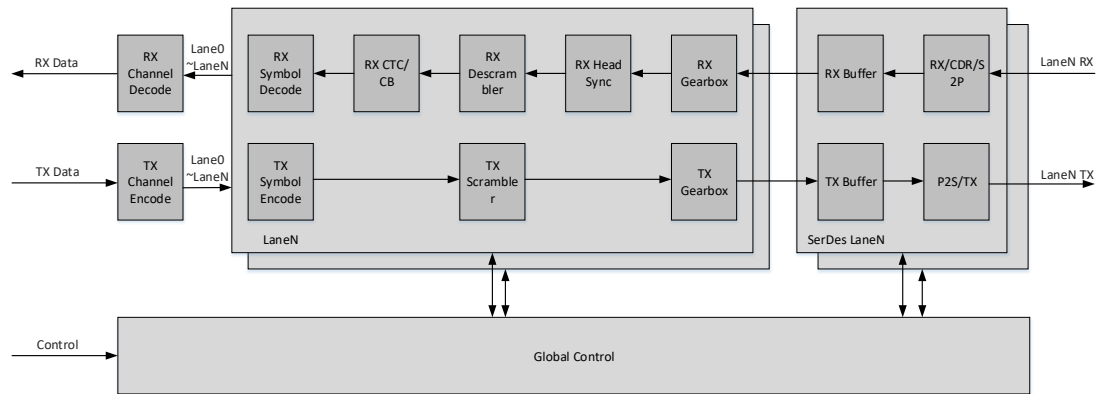 RX Data
RX
Channel
Decode
Lane0
~LaneN
RX
Symbol
Decode
RX CTC/
CB
RX
Descram
bler
RX Head
Sync
RX
Gearbox
RX Buffer
RX/CDR/S
2P
LaneN RX
TX Data
TX
Channel
Encode
Lane0
~LaneN
TX
Symbol
Encode
TX
Scramble
r
TX
Gearbox
TX Buffer
P2S/TX
LaneN TX
LaneN
SerDes LaneN
Control
Global Control